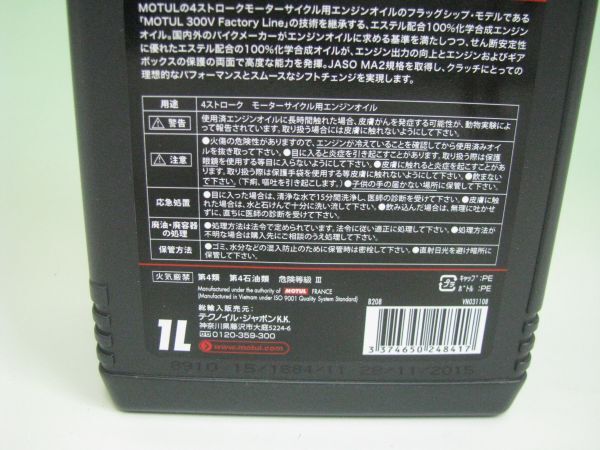 MOTULの4ストロークモーターサイクル用エンジンオイルのフラッグシップ・モデルである
「MOTUL 300V Factory Line」の技術を継承する、エステル配合100%化学合成エンジン
オイル。国内外のバイクメーカーがエンジンオイルに求める基準を満たしつつ、せん断安定性
に優れたエステル配合の100%化学合成オイルが、エンジン出力の向上とエンジンおよびギア
ボックスの保護の両面で高度な能力を発揮。JASO MA2規格を取得し、クラッチにとっての
理想的なパフォーマンスとスムースなシフトチェンジを実現します。
用途 4ストローク モーターサイクル用エンジンオイル
警告 使用済エンジンオイルに長時間触れた場合、皮膚がんを発症する可能性が、動物実験によ
って報告されています。取り扱う場合には皮膚に触れないようにして下さい。
注意 ●火傷の危険性がありますので、エンジンが冷えていることを確認してから使用済みオイ
ルを抜き取って下さい。●目に入ると炎症を引き起こすことがあります。取り扱う際は保護
眼鏡を使用する等目に入らないようにして下さい。●皮膚に触れると炎症を引き起こすこと
があります。取り扱う際は保護手袋を使用する等皮膚に触れないようにして下さい。●飲まない
で下さい。(下痢、嘔吐を引き起こします。)●子供の手の届かない場所に保管して下さい。
応急処置 ●目に入った場合は、清浄な水で15分間洗浄し、医師の診断を受けて下さい。●皮膚に触
れた場合は、水と石けんで十分に洗い流して下さい。●飲み込んだ場合は、無理に吐かせ
ずに、直ちに医師の診断を受けて下さい。
廃油・廃容器
の処理 ●処理方法は法令で定められています。法令に従い適正に処理して下さい。●処理方法が
不明な場合は購入先にご相談のうえ処理して下さい。
保管方法 ●ゴミ、水分などの混入防止のために保管時は密栓して下さい。●直射日光を避け暗所に
保管して下さい。
火気厳禁 第4類 第4石油類 危険等級 Ⅲ
Manufactured under the authority of MOTUL FRANCE
(Manufactured in Vietnam under ISO 9001 Quality System Standard)
総輸入販売元:
テクノイル・ジャポンK.K.
神奈川県藤沢市大庭5224-6
0120-359-300
www.motul.com
1L
プラ
キャップ:PE
ボトル:PE
8208
VN031108
3 374650 248417
8910 15/1884/11 28/11/2015